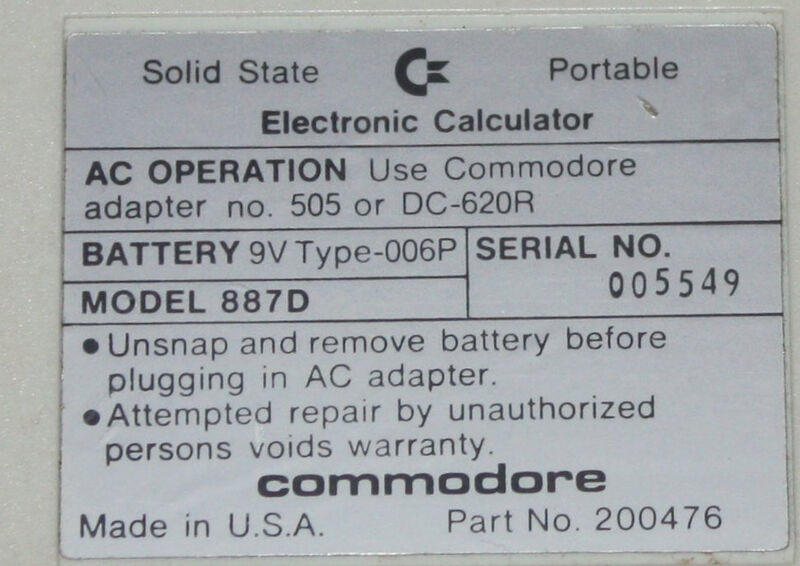 Solid State Portable
Electronic Calculator
AC OPERATION Use Commodore
adapter no. 505 or DC-620R
BATTERY 9V Type-006P
MODEL 887D
SERIAL NO.
005549
• Unsnap and remove battery before
plugging in AC adapter.
• Attempted repair by unauthorized
persons voids warranty.
commodore
Made in U.S.A. Part No. 200476